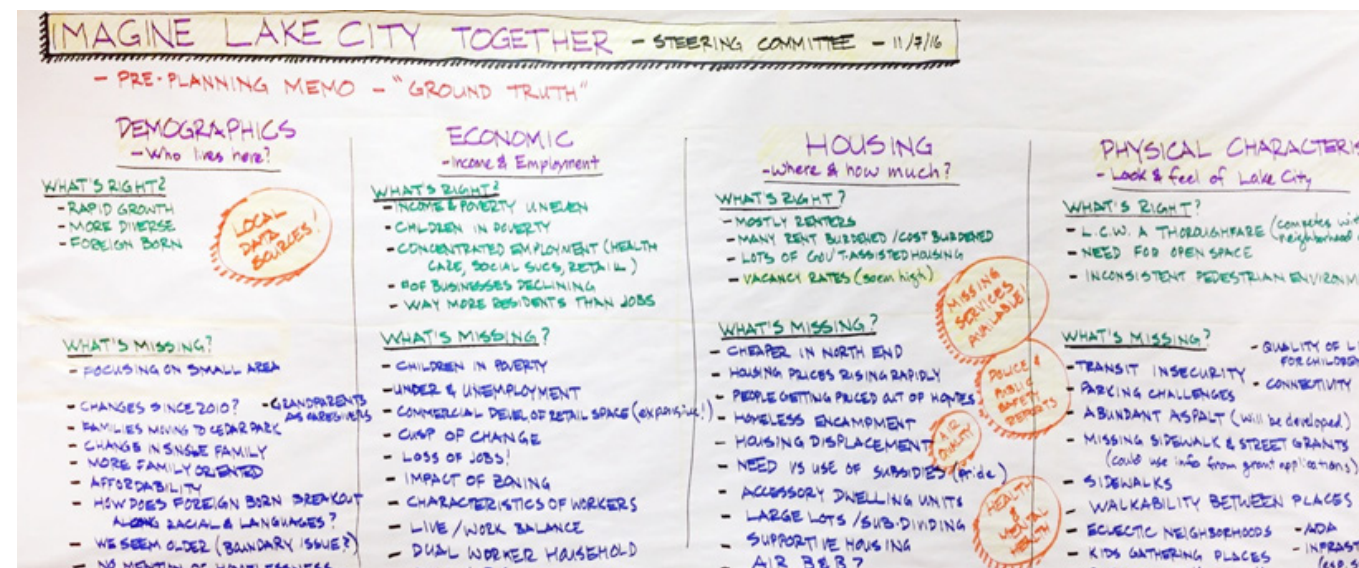 IMAGINE LAKE CITY TOGETHER - STEERING COMMITTEE - 11/7/16
- PRE-PLANNING MEMO - "GROUND TRUTH"
DEMOGRAPHICS
- Who lives here?
WHAT'S RIGHT?
- RAPID GROWTH
- MORE DIVERSE
- FOREIGN BORN
LOCAL
DATA
SOURCES!
WHAT'S MISSING?
- FOCUSING ON SMALL AREA
- CHANGES SINCE 2010?
- GRANDPARENTS
AS CAREGIVERS
- FAMILIES MOVING TO CEDAR PARK
- CHANGE IN SINGLE FAMILY
- MORE FAMILY ORIENTED
- AFFORDABILITY
- HOW DOES FOREIGN BORN BREAKOUT
ALONG RACIAL & LANGUAGES?
- WE SEEM OLDER (BOUNDARY ISSUE?)
- NO MENTION OF HOMELESSNESS
ECONOMIC
- Income & Employment
WHAT'S RIGHT?
- INCOME & POVERTY UNEVEN
- CHILDREN IN POVERTY
- CONCENTRATED EMPLOYMENT (HEALTH
CARE, SOCIAL SVCS, RETAIL)
- # OF BUSINESSES DECLINING
- WAY MORE RESIDENTS THAN JOBS
WHAT'S MISSING?
- CHILDREN IN POVERTY
- UNDER & UNEMPLOYMENT
- COMMERCIAL DEVEL OF RETAIL SPACE (expansive!)
- CUSP OF CHANGE
- LOSS OF JOBS!
- IMPACT OF ZONING
- CHARACTERISTICS OF WORKERS
- LIVE/WORK BALANCE
- DUAL WORKER HOUSEHOLD
HOUSING
- Where & how much?
WHAT'S RIGHT?
- MOSTLY RENTERS
- MANY RENT BURDENED / COST BURDENED
- LOTS OF GOV'T-ASSISTED HOUSING
- VACANCY RATES (seem high)
MISSING
SERVICES
AVAILABLE!
WHAT'S MISSING?
- CHEAPER IN NORTH END
- HOUSING PRICES RISING RAPIDLY
- PEOPLE GETTING PRICED OUT OF HOMES
- HOMELESS ENCAMPMENT
- HOUSING DISPLACEMENT
- NEED VS USE OF SUBSIDIES (Pride)
- ACCESSORY DWELLING UNITS
- LARGE LOTS / SUB-DIVIDING
- SUPPORTIVE HOUSING
- AIR B&B?
POLICE &
PUBLIC
SAFETY
REPORTS
AIR
QUALITY
HEALTH
&
MENTAL
HEALTH
PHYSICAL CHARACTERIS
- Look & feel of Lake City
WHAT'S RIGHT?
- L.C.W. A THOROUGHFARE (competes wit
neighborhood
- NEED FOR OPEN SPACE
- INCONSISTENT PEDESTRIAN ENVIRONM
WHAT'S MISSING?
- QUALITY OF L
FOR CHILDREN
- TRANSIT INSECURITY
- CONNECTIVITY
- PARKING CHALLENGES
- ABUNDANT ASPALT (will be developed)
- MISSING SIDEWALK & STREET GRANTS
(could use info from grant applications)
- SIDEWALKS
- WALKABILITY BETWEEN PLACES
- ECLECTIC NEIGHBORHOODS
- ADA
- KIDS GATHERING PLACES
- INFRAST
(esp. s